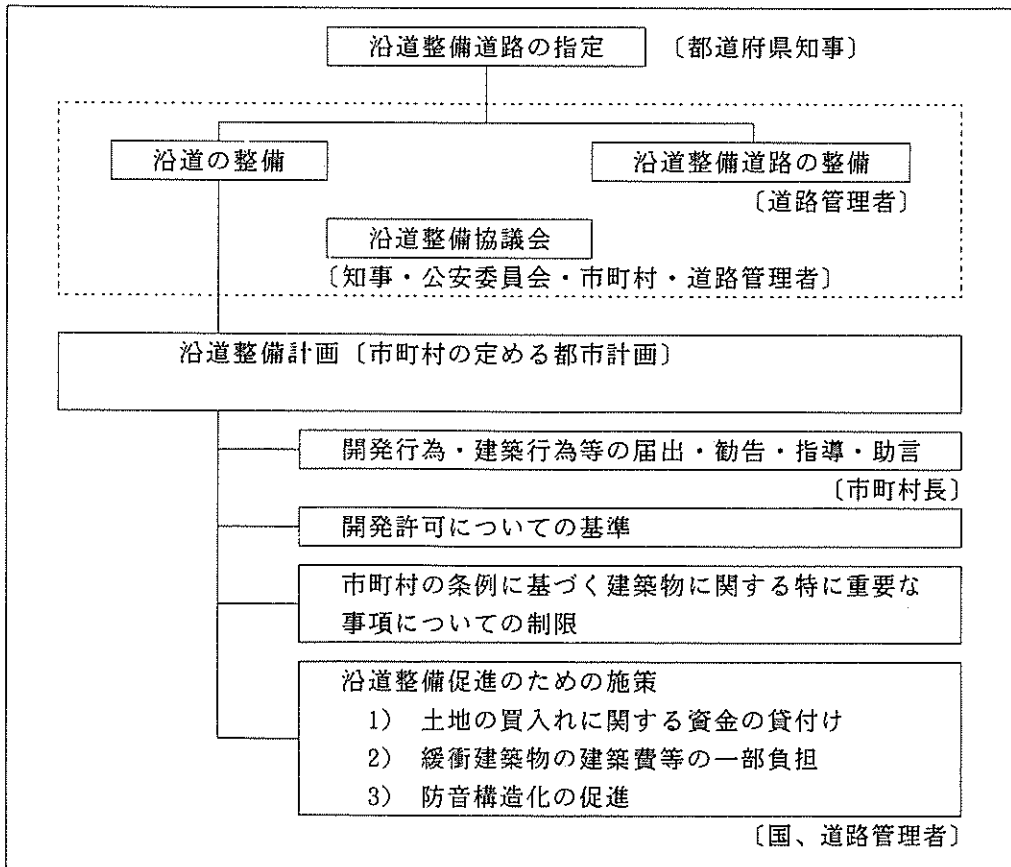 沿道整備道路の指定 〔都道府県知事〕
沿道の整備
沿道整備道路の整備
〔道路管理者〕
沿道整備協議会
〔知事・公安委員会・市町村・道路管理者〕
沿道整備計画〔市町村の定める都市計画〕
開発行為・建築行為等の届出・勧告・指導・助言
〔市町村長〕
開発許可についての基準
市町村の条例に基づく建築物に関する特に重要な
事項についての制限
沿道整備促進のための施策
1) 土地の買入れに関する資金の貸付け
2) 緩衝建築物の建築費等の一部負担
3) 防音構造化の促進
〔国、道路管理者〕